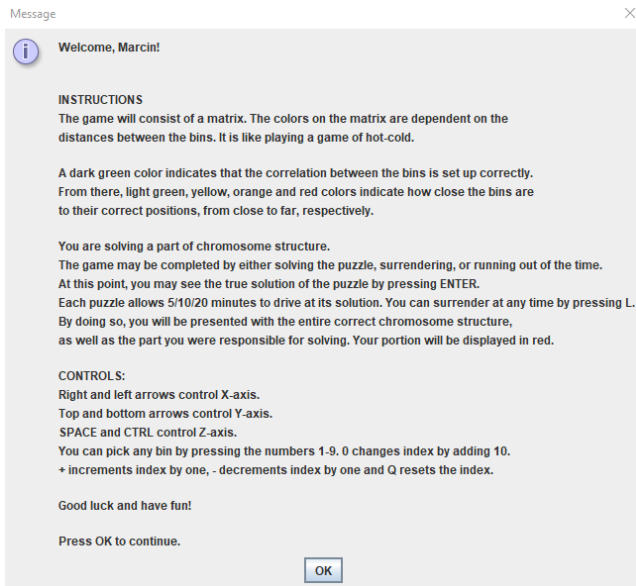 Message
Welcome, Marcin!
INSTRUCTIONS
The game will consist of a matrix. The colors on the matrix are dependent on the
distances between the bins. It is like playing a game of hot-cold.
A dark green color indicates that the correlation between the bins is set up correctly.
From there, light green, yellow, orange and red colors indicate how close the bins are
to their correct positions, from close to far, respectively.
You are solving a part of chromosome structure.
The game may be completed by either solving the puzzle, surrendering, or running out of the time.
At this point, you may see the true solution of the puzzle by pressing ENTER.
Each puzzle allows 5/10/20 minutes to drive at its solution. You can surrender at any time by pressing L.
By doing so, you will be presented with the entire correct chromosome structure,
as well as the part you were responsible for solving. Your portion will be displayed in red.
CONTROLS:
Right and left arrows control X-axis.
Top and bottom arrows control Y-axis.
SPACE and CTRL control Z-axis.
You can pick any bin by pressing the numbers 1-9. 0 changes index by adding 10.
+ increments index by one, - decrements index by one and Q resets the index.
Good luck and have fun!
Press OK to continue.
OK